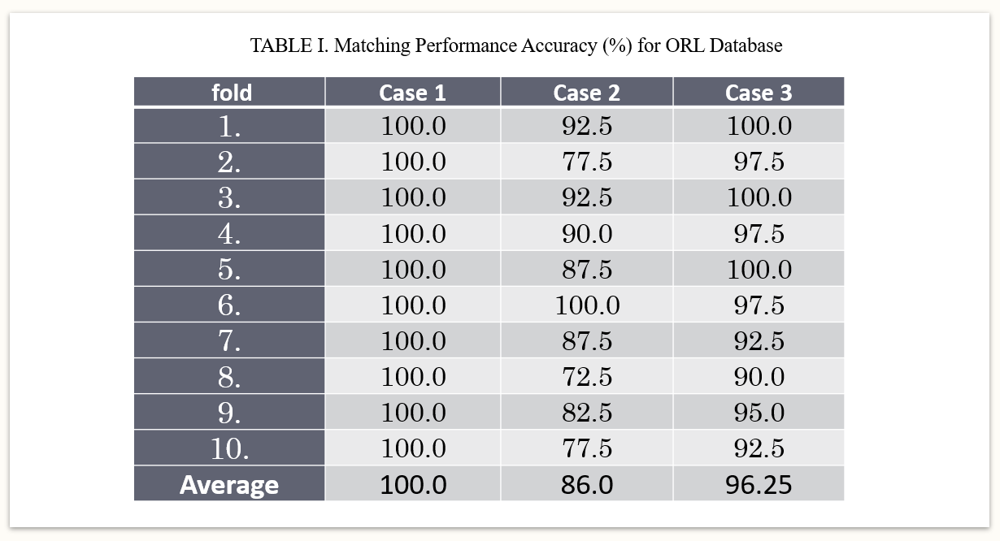 TABLE I. Matching Performance Accuracy (%) for ORL Database
fold Case 1 Case 2 Case 3
1. 100.0 92.5 100.0
2. 100.0 77.5 97.5
3. 100.0 92.5 100.0
4. 100.0 90.0 97.5
5. 100.0 87.5 100.0
6. 100.0 100.0 97.5
7. 100.0 87.5 92.5
8. 100.0 72.5 90.0
9. 100.0 82.5 95.0
10. 100.0 77.5 92.5
Average 100.0 86.0 96.25